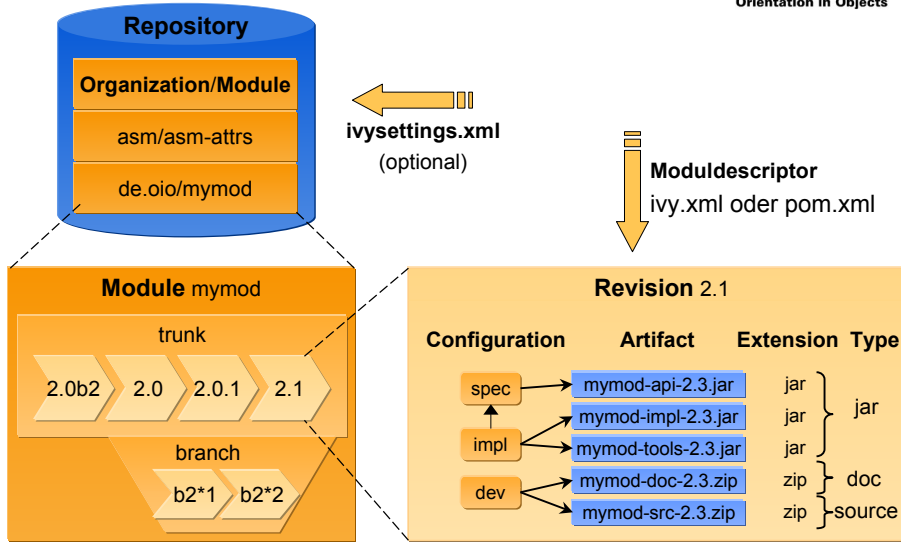 Orientation in Objects
Repository
Organization/Module
asm/asm-attrs
de.oio/mymod
ivysettings.xml
(optional)
Moduldescriptor
ivy.xml oder pom.xml
Module mymod
trunk
2.0b2 2.0 2.0.1 2.1
branch
b2*1 b2*2
Revision 2.1
Configuration Artifact Extension Type
spec mymod-api-2.3.jar jar
mymod-impl-2.3.jar jar jar
impl mymod-tools-2.3.jar jar
dev mymod-doc-2.3.zip zip doc
mymod-src-2.3.zip zip source